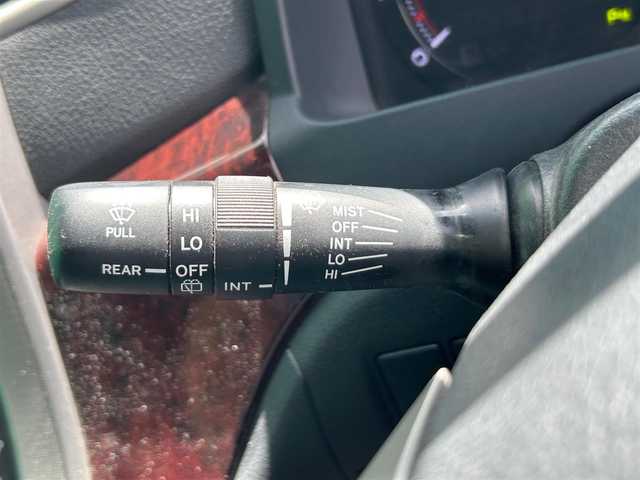 PULL
REAR
HI
LO
OFF
INT
MIST
OFF
INT
LO
HI